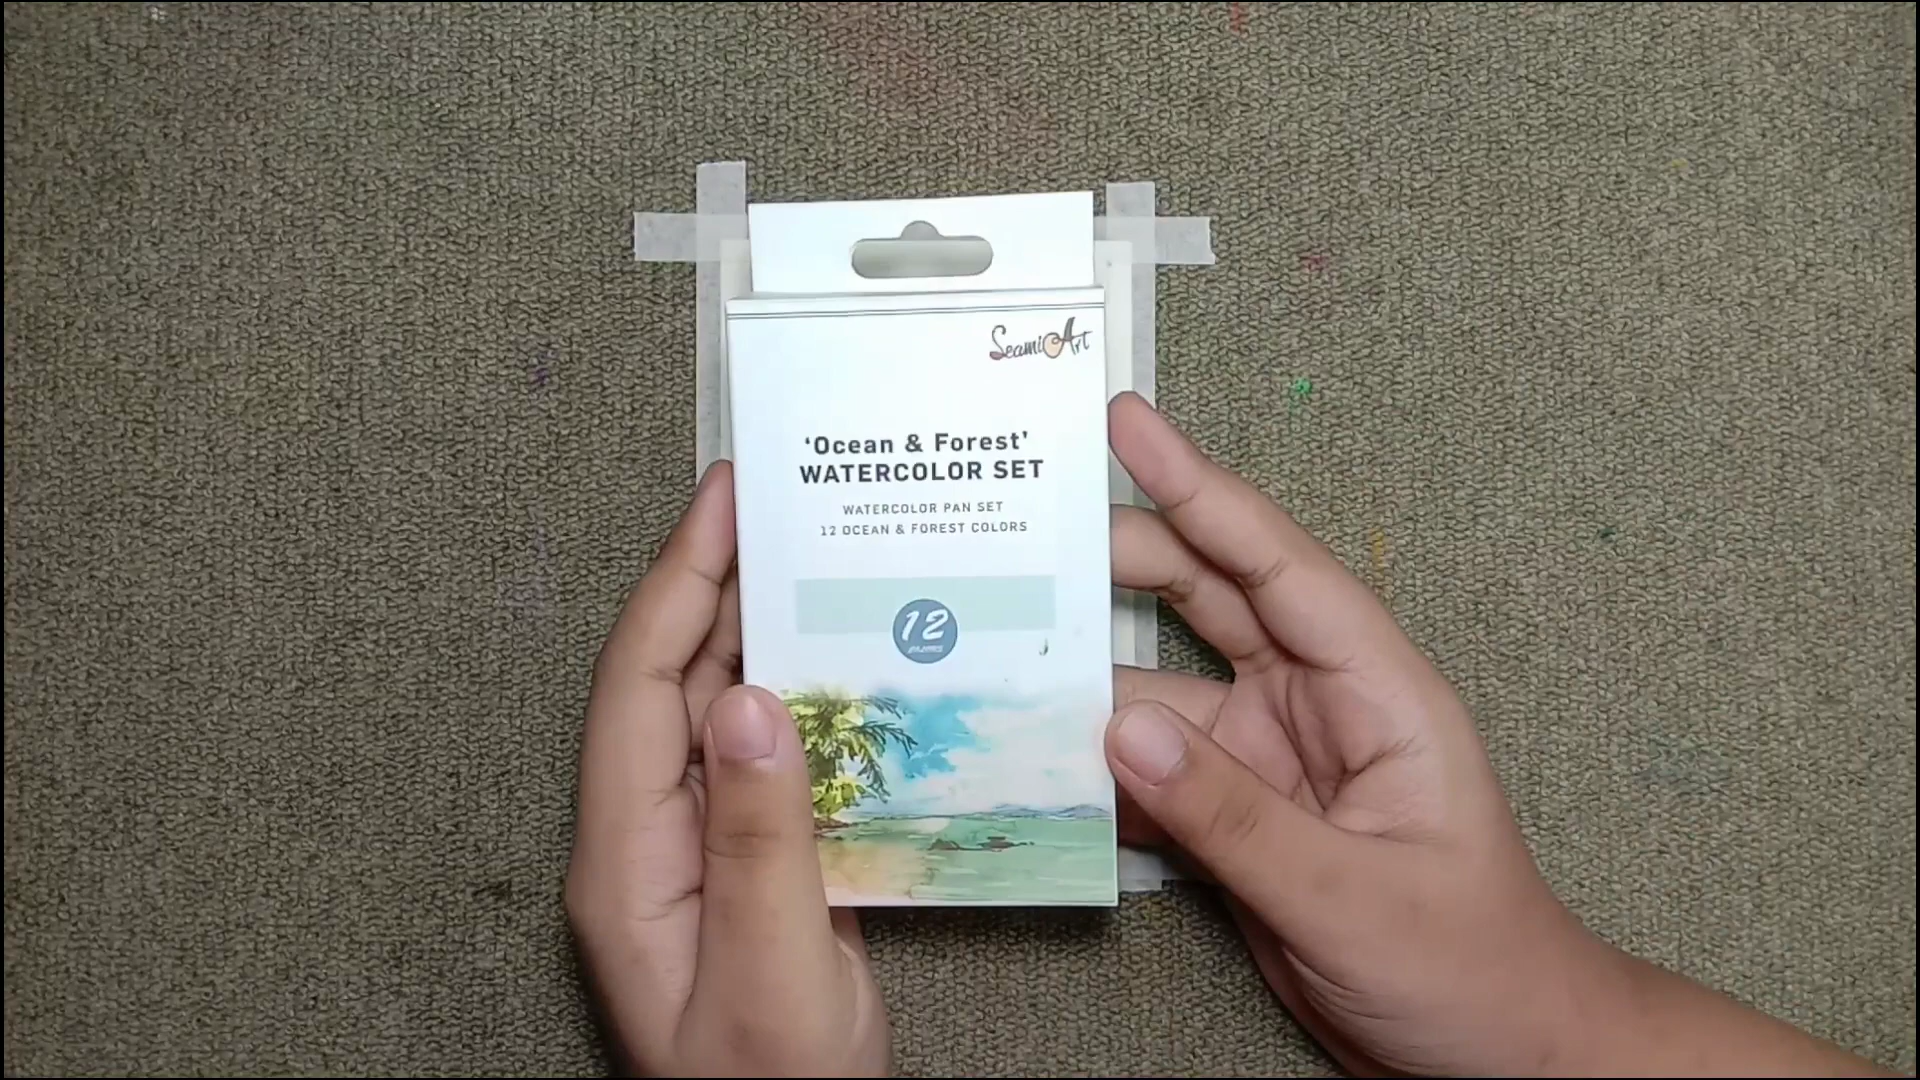 SeamiArt
‘Ocean & Forest’
WATERCOLOR SET
WATERCOLOR PAN SET
12 OCEAN & FOREST COLORS
12